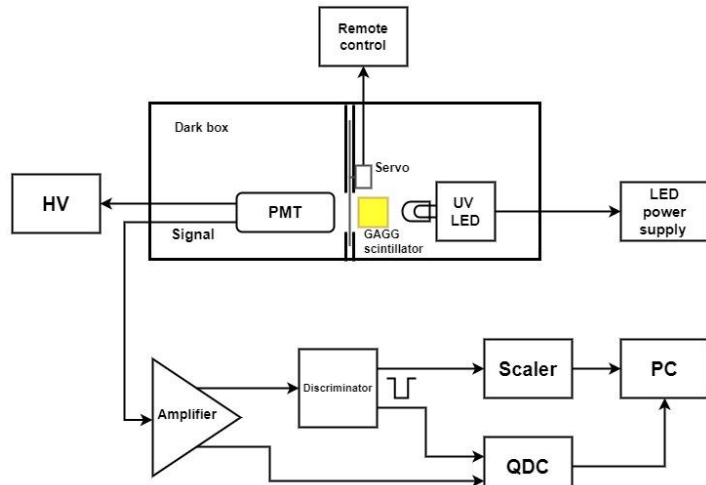 Remote
control
Dark box
Servo
HV
PMT
UV
LED
LED
power
supply
Signal
GAGG
scintillator
Amplifier
Discriminator
Scaler
PC
QDC